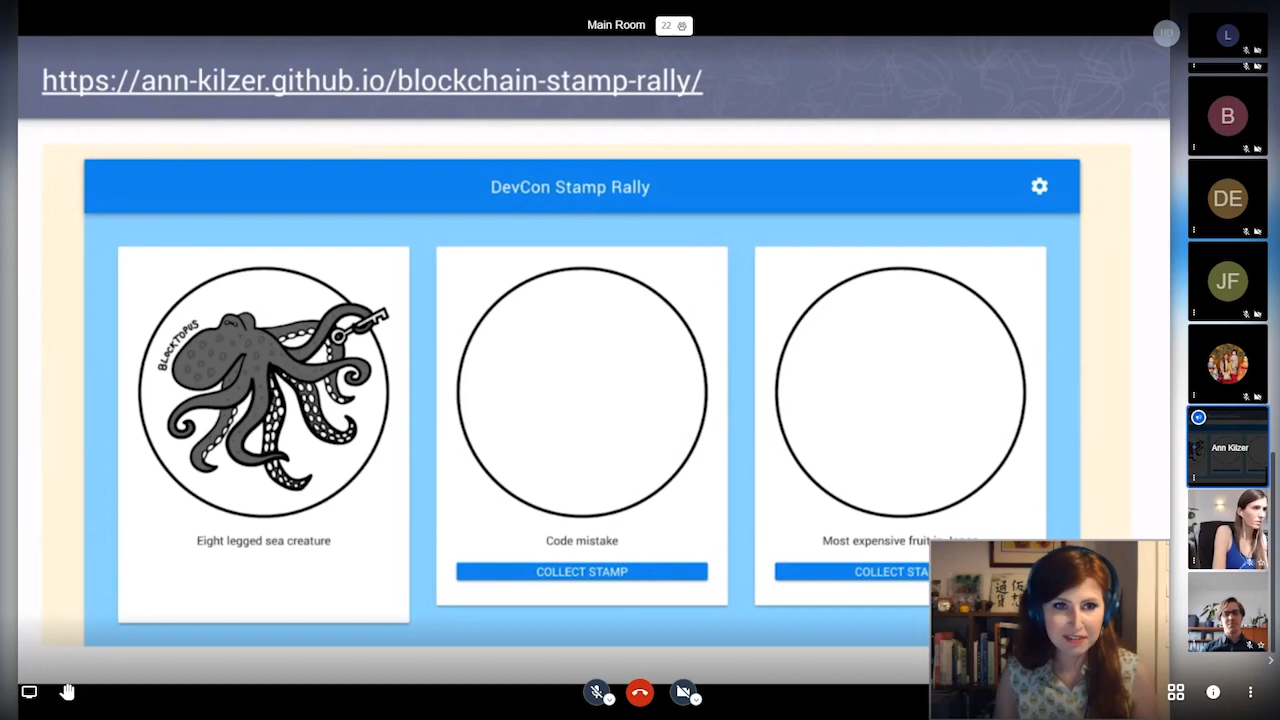 Main Room 22
HD
L
https://ann-kilzer.github.io/blockchain-stamp-rally/
B
DevCon Stamp Rally
DE
JF
BLOCKTOPUS
Ann Kilzer
Eight legged sea creature
Code mistake
Most expensive fruit
COLLECT STAMP
COLLECT STA